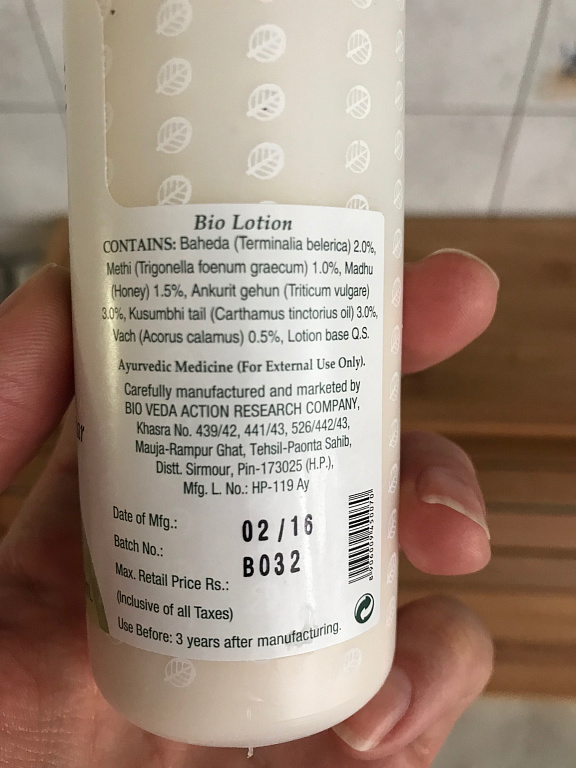 Bio Lotion
CONTAINS: Baheda (Terminalia belerica) 2.0%,
Methi (Trigonella foenum graecum) 1.0%, Madhu
(Honey) 1.5%, Ankurit gehun (Triticum vulgare)
3.0%, Kusumbhi tail (Carthamus tinctorius oil) 3.0%,
Vach (Acorus calamus) 0.5%, Lotion base Q.S.
Ayurvedic Medicine (For External Use Only).
Carefully manufactured and marketed by
BIO VEDA ACTION RESEARCH COMPANY,
Khasra No. 439/42, 441/43, 526/442/43,
Mauja-Rampur Ghat, Tehsil-Paonta Sahib,
Distt. Sirmour, Pin-173025 (H.P.),
Mfg. L. No.: HP-119 Ay
Date of Mfg.: 02/16
Batch No.: B032
Max. Retail Price Rs.:
(Inclusive of all Taxes)
Use Before: 3 years after manufacturing.